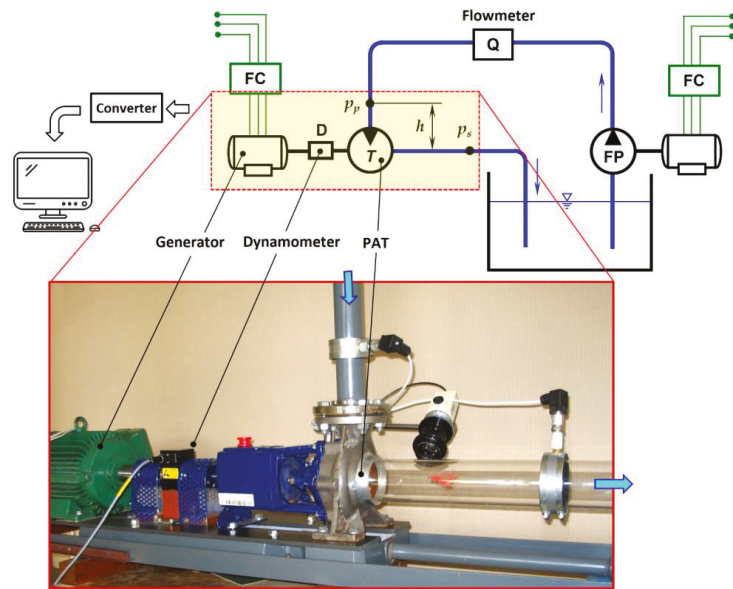 Flowmeter
Q
FC
FC
Converter
p_p
h
p_s
D
T
FP
Generator
Dynamometer
PAT